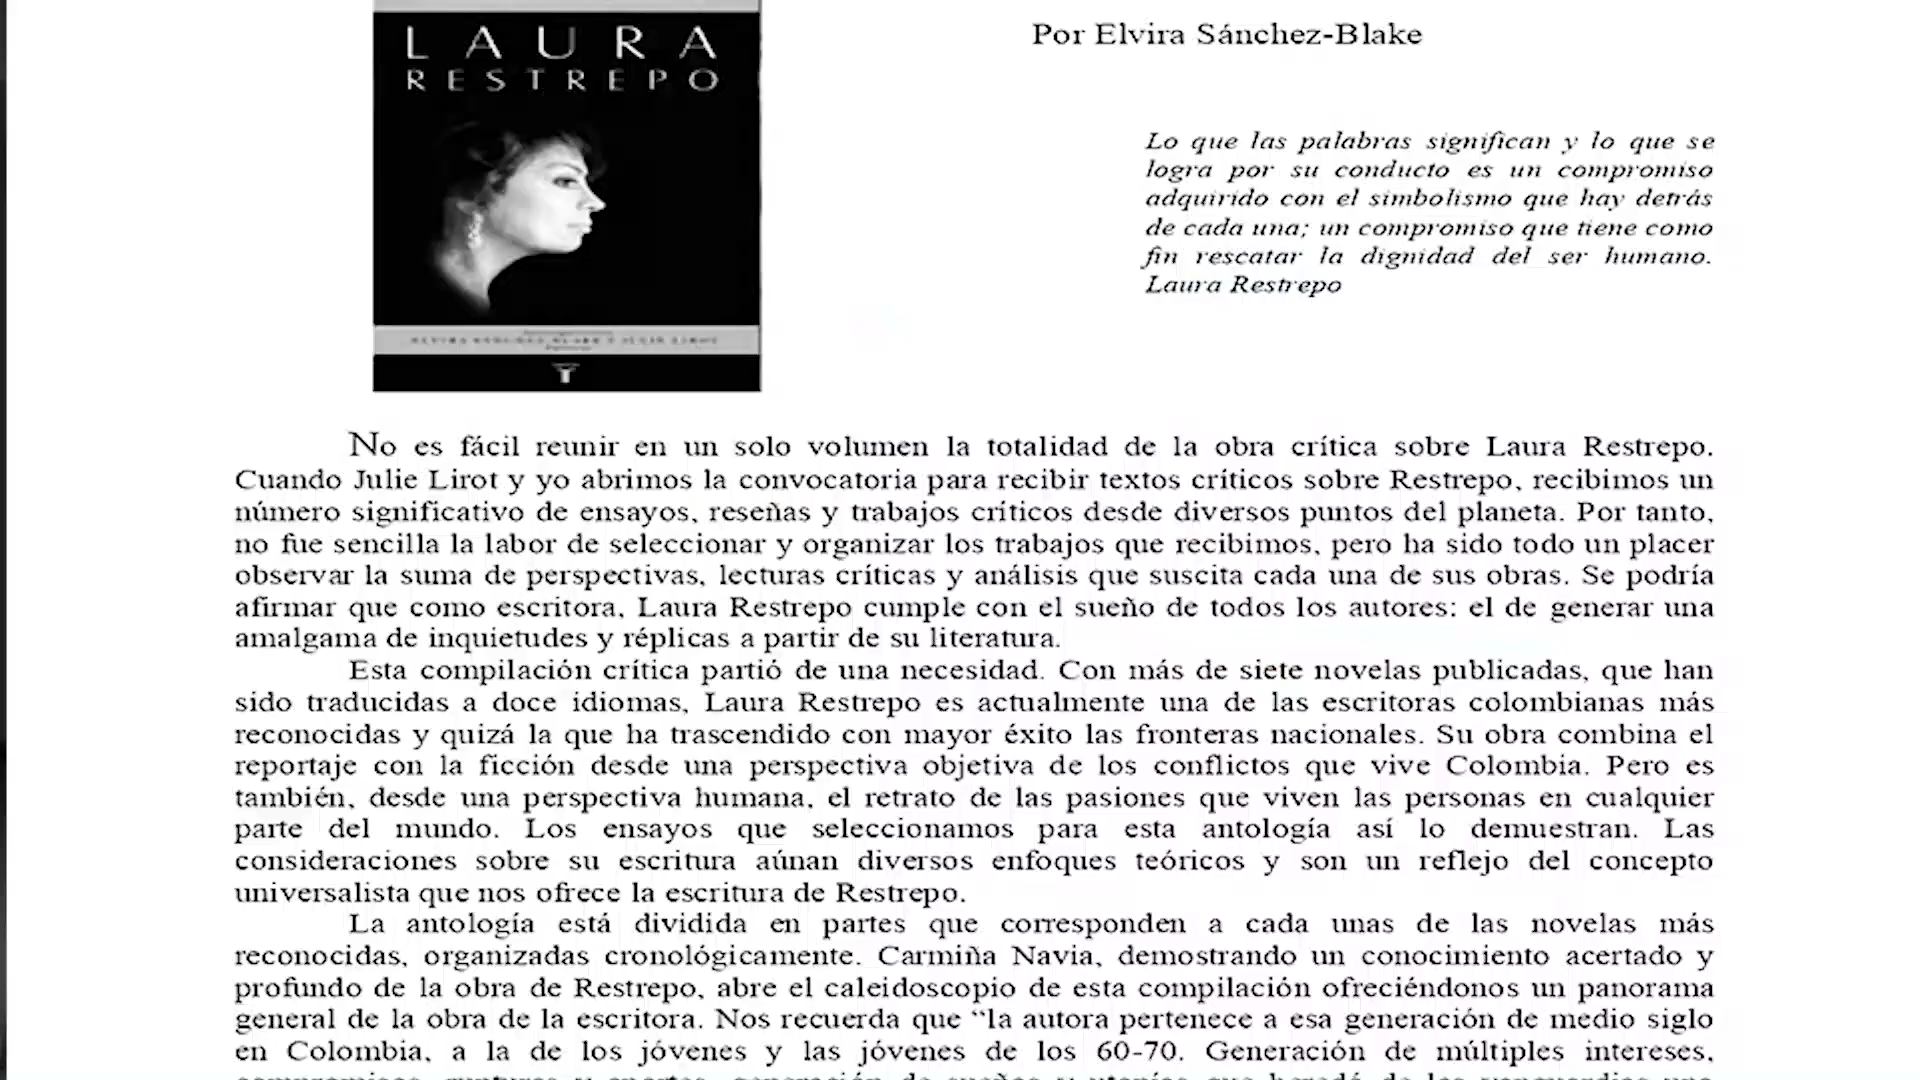 LAURA
RESTREPO
Por Elvira Sánchez-Blake
Lo que las palabras significan y lo que se
logra por su conducto es un compromiso
adquirido con el simbolismo que hay detrás
de cada una; un compromiso que tiene como
fin rescatar la dignidad del ser humano.
Laura Restrepo
No es fácil reunir en un solo volumen la totalidad de la obra crítica sobre Laura Restrepo.
Cuando Julie Lirot y yo abrimos la convocatoria para recibir textos críticos sobre Restrepo, recibimos un
número significativo de ensayos, reseñas y trabajos críticos desde diversos puntos del planeta. Por tanto,
no fue sencilla la labor de seleccionar y organizar los trabajos que recibimos, pero ha sido todo un placer
observar la suma de perspectivas, lecturas críticas y análisis que suscita cada una de sus obras. Se podría
afirmar que como escritora, Laura Restrepo cumple con el sueño de todos los autores: el de generar una
amalgama de inquietudes y réplicas a partir de su literatura.
Esta compilación crítica partió de una necesidad. Con más de siete novelas publicadas, que han
sido traducidas a doce idiomas, Laura Restrepo es actualmente una de las escritoras colombianas más
reconocidas y quizá la que ha trascendido con mayor éxito las fronteras nacionales. Su obra combina el
reportaje con la ficción desde una perspectiva objetiva de los conflictos que vive Colombia. Pero es
también, desde una perspectiva humana, el retrato de las pasiones que viven las personas en cualquier
parte del mundo. Los ensayos que seleccionamos para esta antología así lo demuestran. Las
consideraciones sobre su escritura aúnan diversos enfoques teóricos y son un reflejo del concepto
universalista que nos ofrece la escritura de Restrepo.
La antología está dividida en partes que corresponden a cada unas de las novelas más
reconocidas, organizadas cronológicamente. Carmiña Navia, demostrando un conocimiento acertado y
profundo de la obra de Restrepo, abre el caleidoscopio de esta compilación ofreciéndonos un panorama
general de la obra de la escritora. Nos recuerda que “la autora pertenece a esa generación de medio siglo
en Colombia, a la de los jóvenes y las jóvenes de los 60-70. Generación de múltiples intereses,